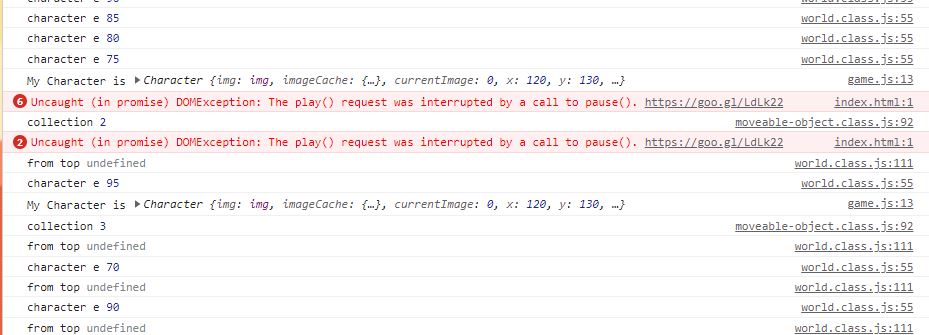 character e 90 world.class.js:55
character e 85 world.class.js:55
character e 80 world.class.js:55
character e 75 world.class.js:55
My Character is ▶ Character {img: img, imageCache: {…}, currentImage: 0, x: 120, y: 130, …} game.js:13
6 Uncaught (in promise) DOMException: The play() request was interrupted by a call to pause(). https://goo.gl/LdLk22 index.html:1
collection 2 moveable-object.class.js:92
2 Uncaught (in promise) DOMException: The play() request was interrupted by a call to pause(). https://goo.gl/LdLk22 index.html:1
from top undefined world.class.js:111
character e 95 world.class.js:55
My Character is ▶ Character {img: img, imageCache: {…}, currentImage: 0, x: 120, y: 130, …} game.js:13
collection 3 moveable-object.class.js:92
from top undefined world.class.js:111
character e 70 world.class.js:55
from top undefined world.class.js:111
character e 90 world.class.js:55
from top undefined world.class.js:111